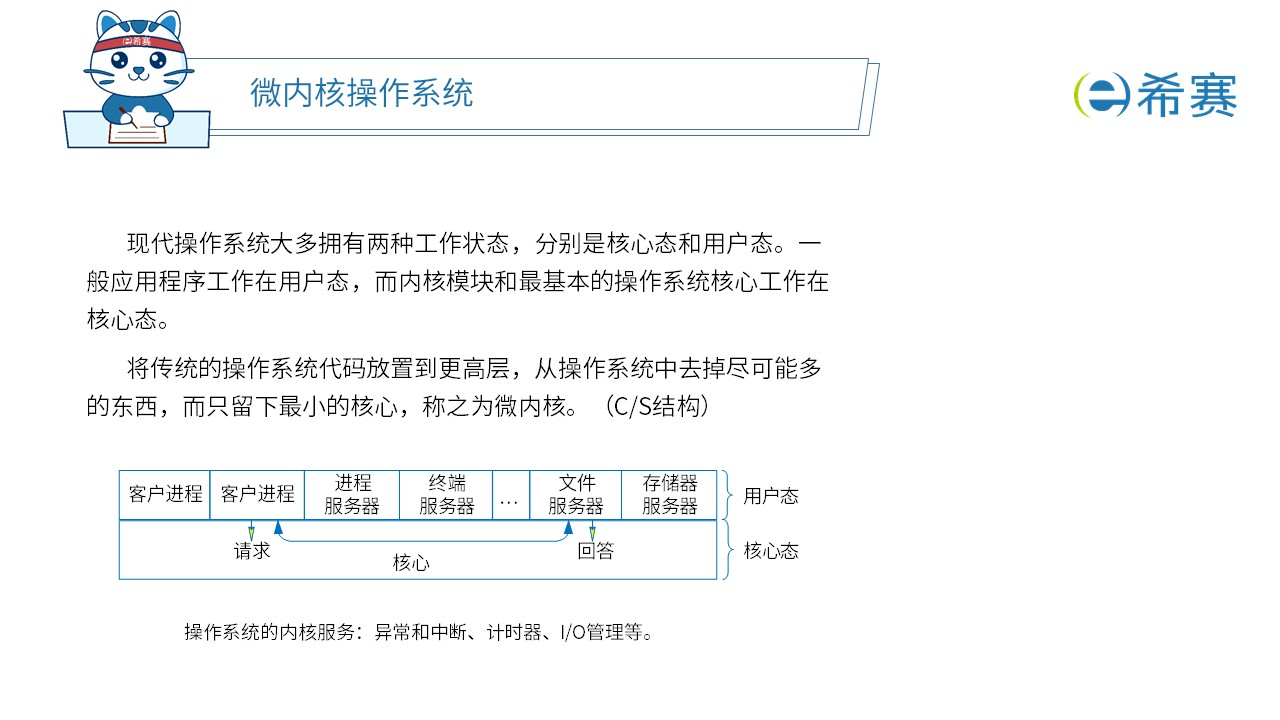 希赛
微内核操作系统
希赛
现代操作系统大多拥有两种工作状态，分别是核心态和用户态。一
般应用程序工作在用户态，而内核模块和最基本的操作系统核心工作在
核心态。
将传统的操作系统代码放置到更高层，从操作系统中去掉尽可能多
的东西，而只留下最小的核心，称之为微内核。（C/S结构）
客户进程
客户进程
进程
服务器
终端
服务器
…
文件
服务器
存储器
服务器
用户态
请求
核心
回答
核心态
操作系统的内核服务：异常和中断、计时器、I/O管理等。